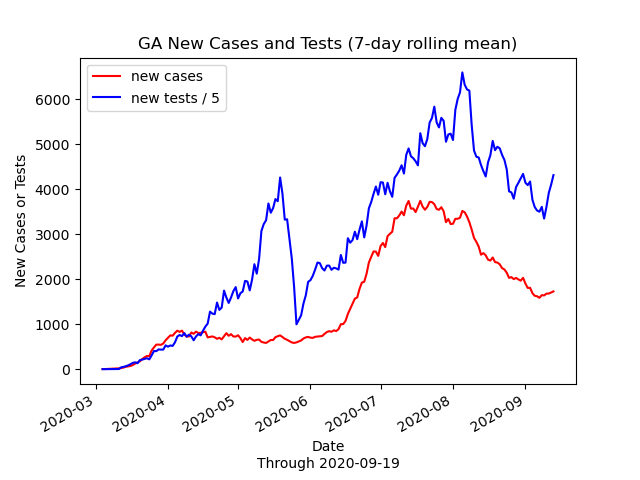 GA New Cases and Tests (7-day rolling mean)
new cases
new tests / 5
6000
5000
4000
3000
2000
1000
0
New Cases or Tests
2020-03
2020-04
2020-05
2020-06
2020-07
2020-08
2020-09
Date
Through 2020-09-19